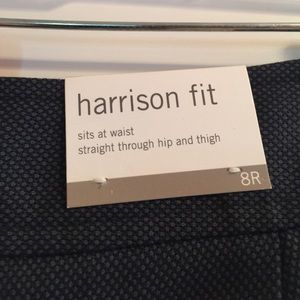 harrison fit
sits at waist
straight through hip and thigh
8R